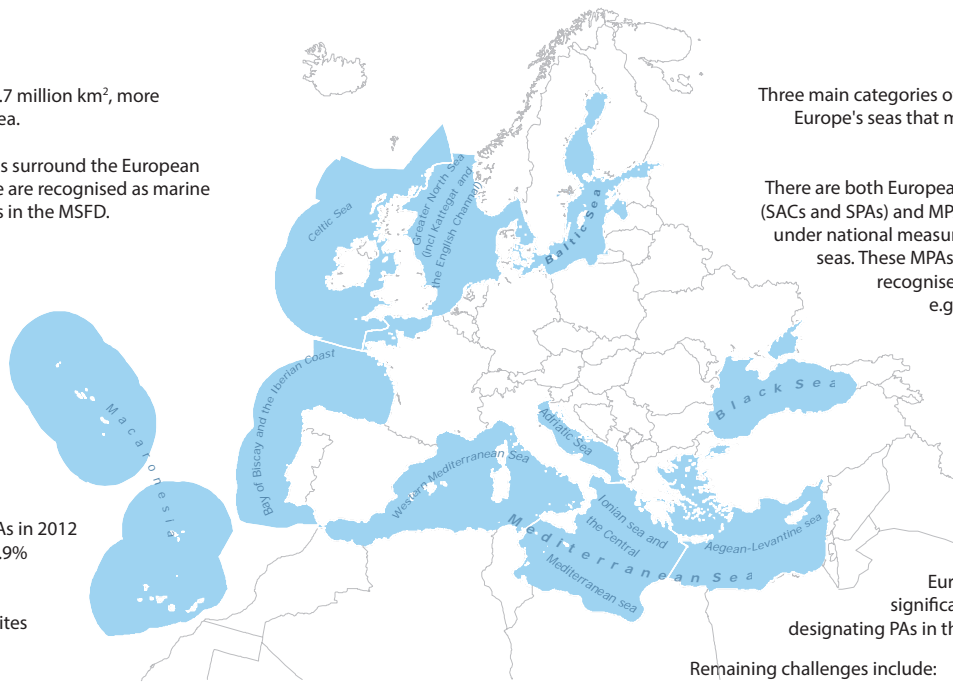 .7 million km², more
ea.
s surround the European
e are recognised as marine
s in the MSFD.
Three main categories o
Europe's seas that m
There are both Europea
(SACs and SPAs) and MP
under national measur
seas. These MPAs
recognise
e.g
Celtic Sea
Greater North Sea
(incl Kattegat and
the English Channel)
Baltic Sea
Black Sea
Macaronesia
Bay of Biscay and the Iberian Coast
Western Mediterranean Sea
Adriatic Sea
Ionian sea and
the Central
Mediterranean sea
Mediterranean Sea
Aegean-Levantine sea
As in 2012
.9%
ites
Eur
significa
designating PAs in th
Remaining challenges include: